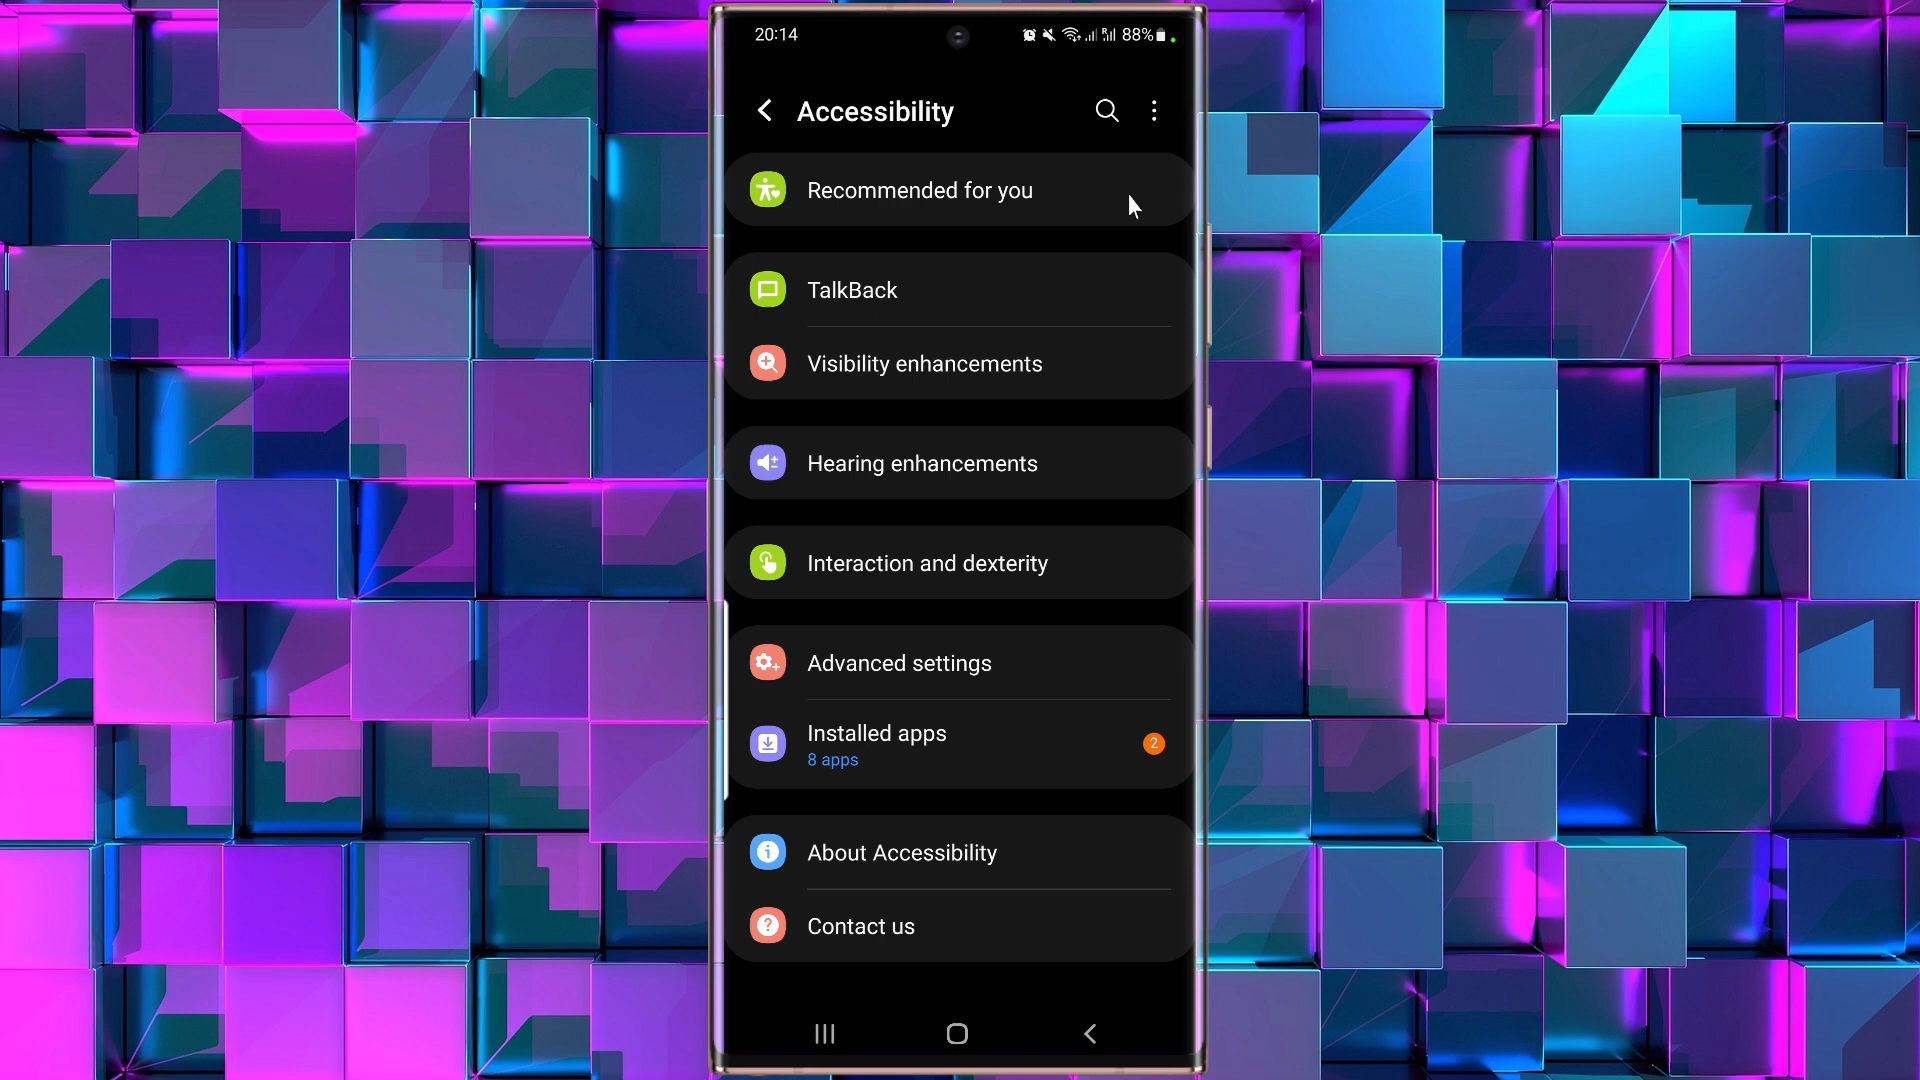 20:14
88%
Accessibility
Recommended for you
TalkBack
Visibility enhancements
Hearing enhancements
Interaction and dexterity
Advanced settings
Installed apps
8 apps
2
About Accessibility
Contact us